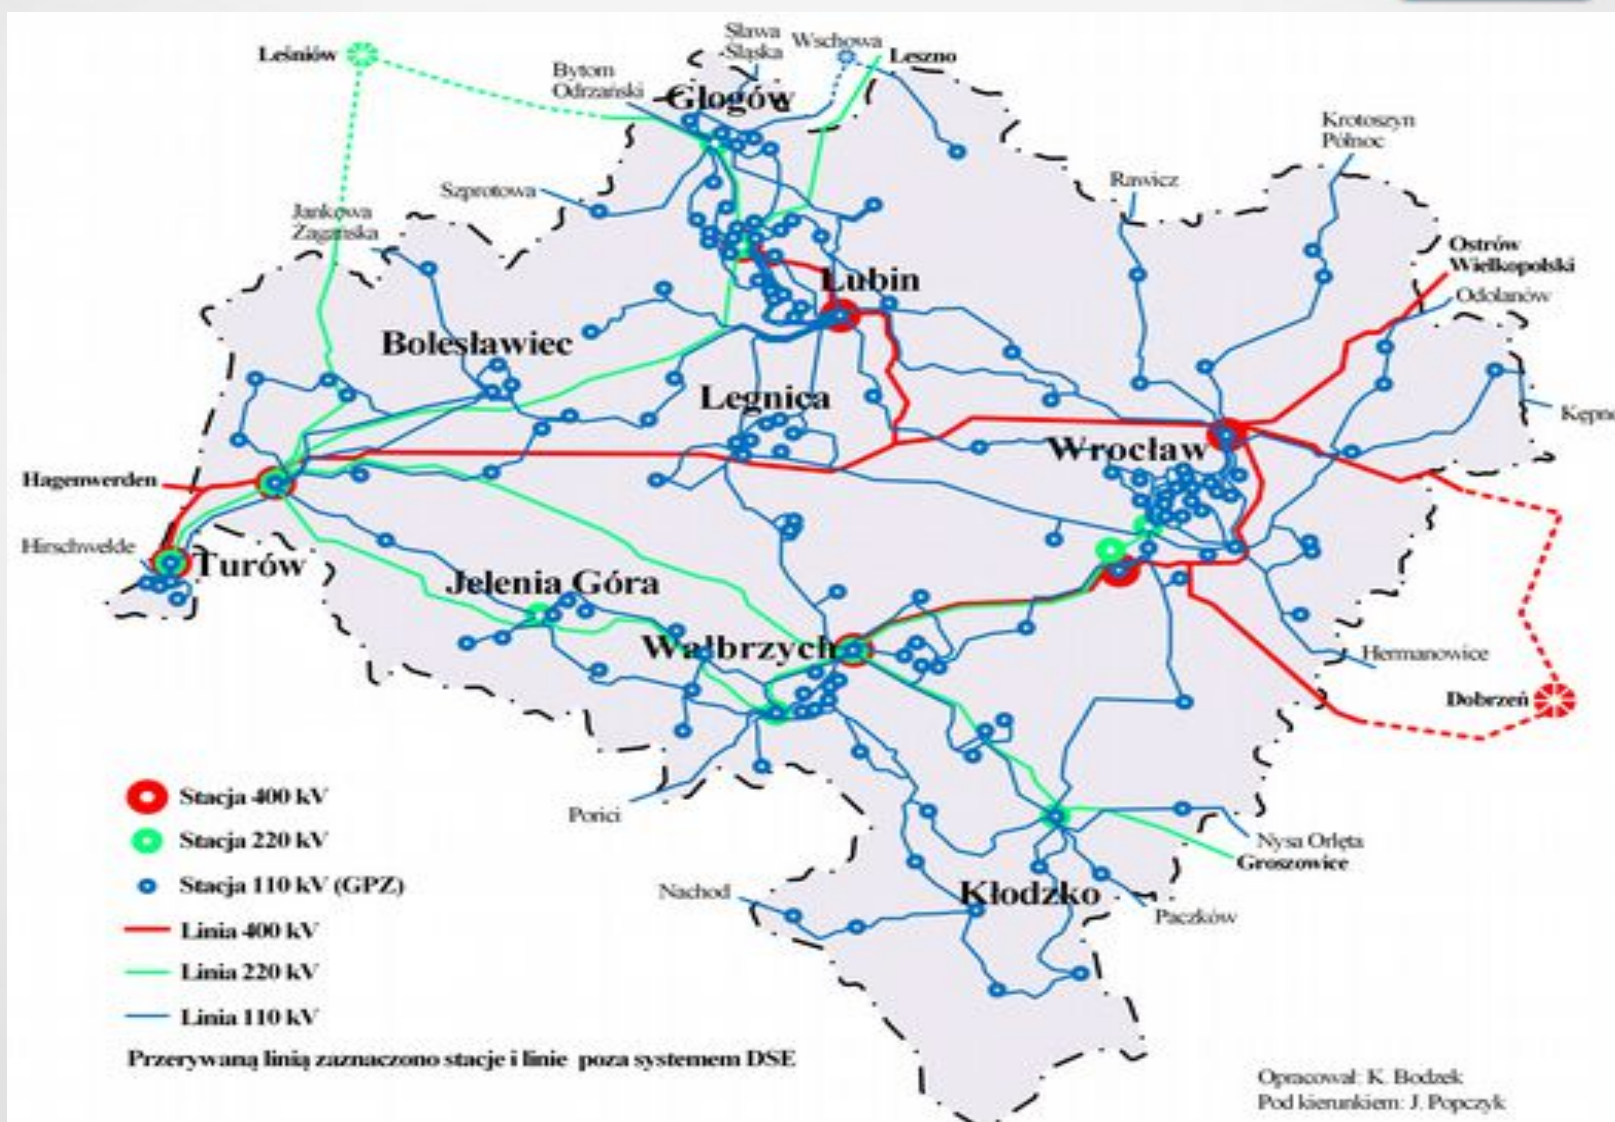 Leśniów
Sława
Śląska
Wschowa
Leszno
Bytom
Odrzański
Głogów
Krotoszyn
Północ
Szprotowa
Rawicz
Jankowa
Żagańska
Ostrów
Wielkopolski
Odolanów
Lubin
Bolesławiec
Legnica
Kępno
Wrocław
Hagenwerden
Hirschwelde
Turów
Jelenia Góra
Wałbrzych
Hermanowice
Dobrzeń
Porici
Nysa Orlęta
Groszowice
Nachod
Kłodzko
Paczków
Stacja 400 kV
Stacja 220 kV
Stacja 110 kV (GPZ)
Linia 400 kV
Linia 220 kV
Linia 110 kV
Przerywaną linią zaznaczono stacje i linie poza systemem DSE
Opracował: K. Bodzek
Pod kierunkiem: J. Popczyk